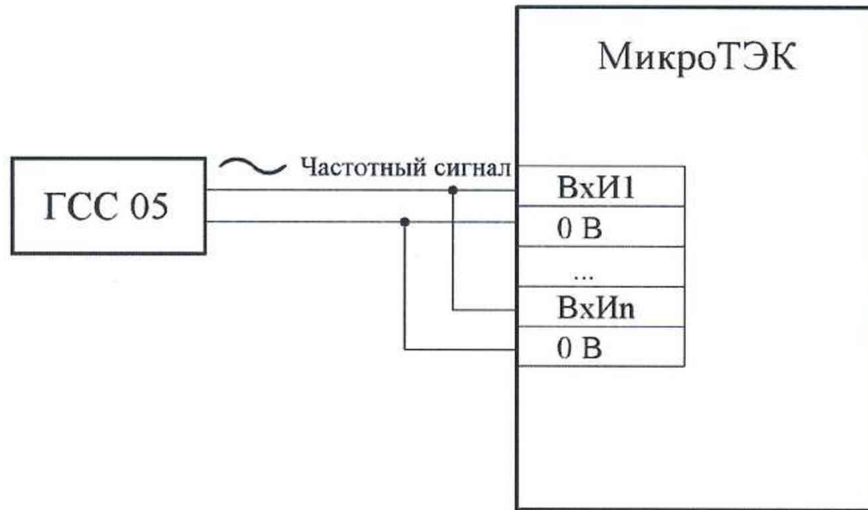 МикроТЭК
Частотный сигнал
ГСС 05
ВхИ1
0 В
...
ВхИn
0 В